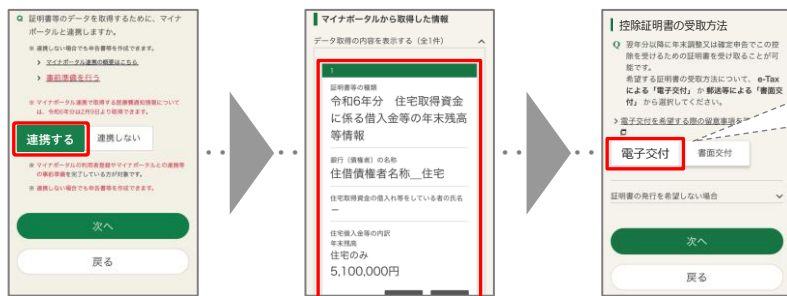 Q 証明書等のデータを取得するために、マイナ
ポータルと連携しますか。
※ 連携しない場合でも申告書等を作成できます。
> マイナポータル連携の概要はこちら
> 事前準備を行う
※ マイナポータル連携で取得する医療費通知情報について
は、令和6年分は2月9日より取得できます。
連携する
連携しない
※ マイナポータルの利用者登録やマイナポータルとの連携等
の事前準備を完了している方が対象です。
※ 連携しない場合でも申告書等を作成できます。
次へ
戻る
マイナポータルから取得した情報
データ取得の内容を表示する（全1件）
1
証明書等の種類
令和6年分 住宅取得資金
に係る借入金等の年末残高
等情報
銀行（債権者）の名称
住借債権者名称__住宅
住宅取得資金の借入れ等をしている者の氏名
ー
住宅借入金等の内訳
年末残高
住宅のみ
5,100,000円
控除証明書の受取方法
Q 翌年分以降に年末調整又は確定申告でこの控
除を受けるための証明書を受け取ることが可
能です。
希望する証明書の受取方法について、e-Tax
による「電子交付」か 郵送等による「書面交
付」から選択してください。
> 電子交付を希望する際の留意事項を
電子交付
書面交付
証明書の発行を希望しない場合
次へ
戻る